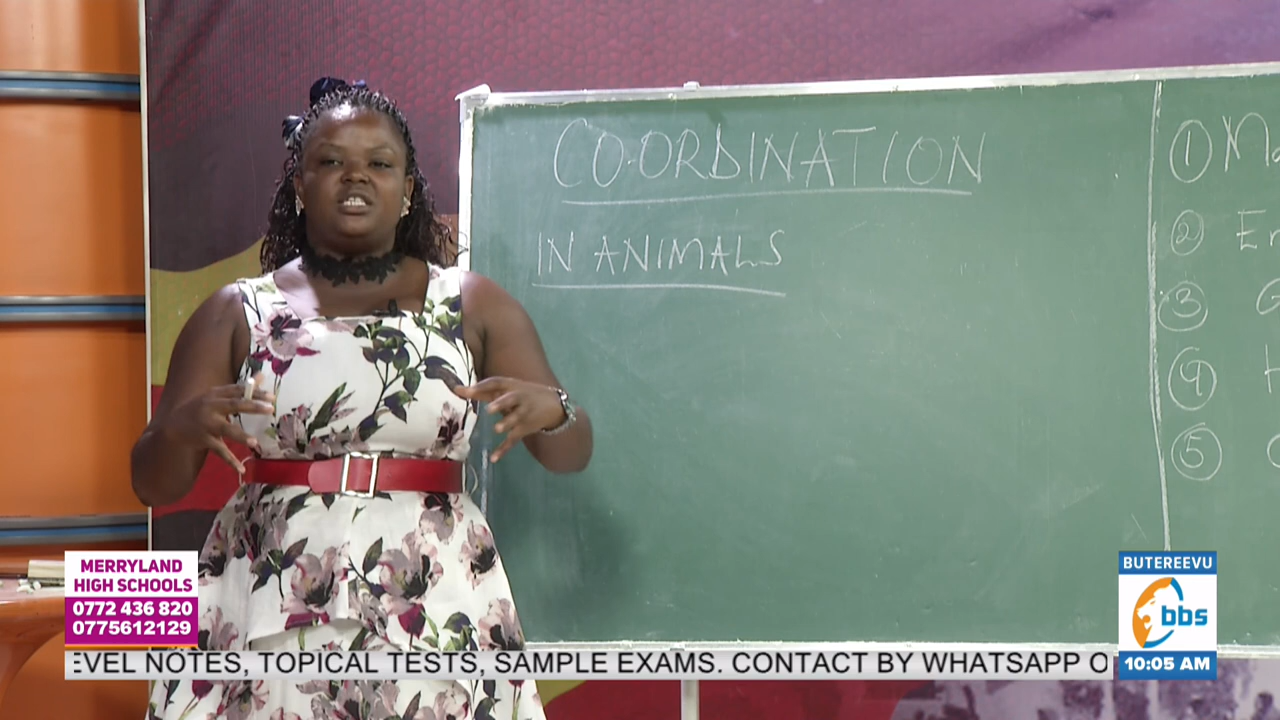 CO-ORDINATION
IN ANIMALS
①
②
③
④
⑤
MERRYLAND
HIGH SCHOOLS
0772 436 820
0775612129
EVEL NOTES, TOPICAL TESTS, SAMPLE EXAMS. CONTACT BY WHATSAPP O
BUTEREEVU
bbs
10:05 AM